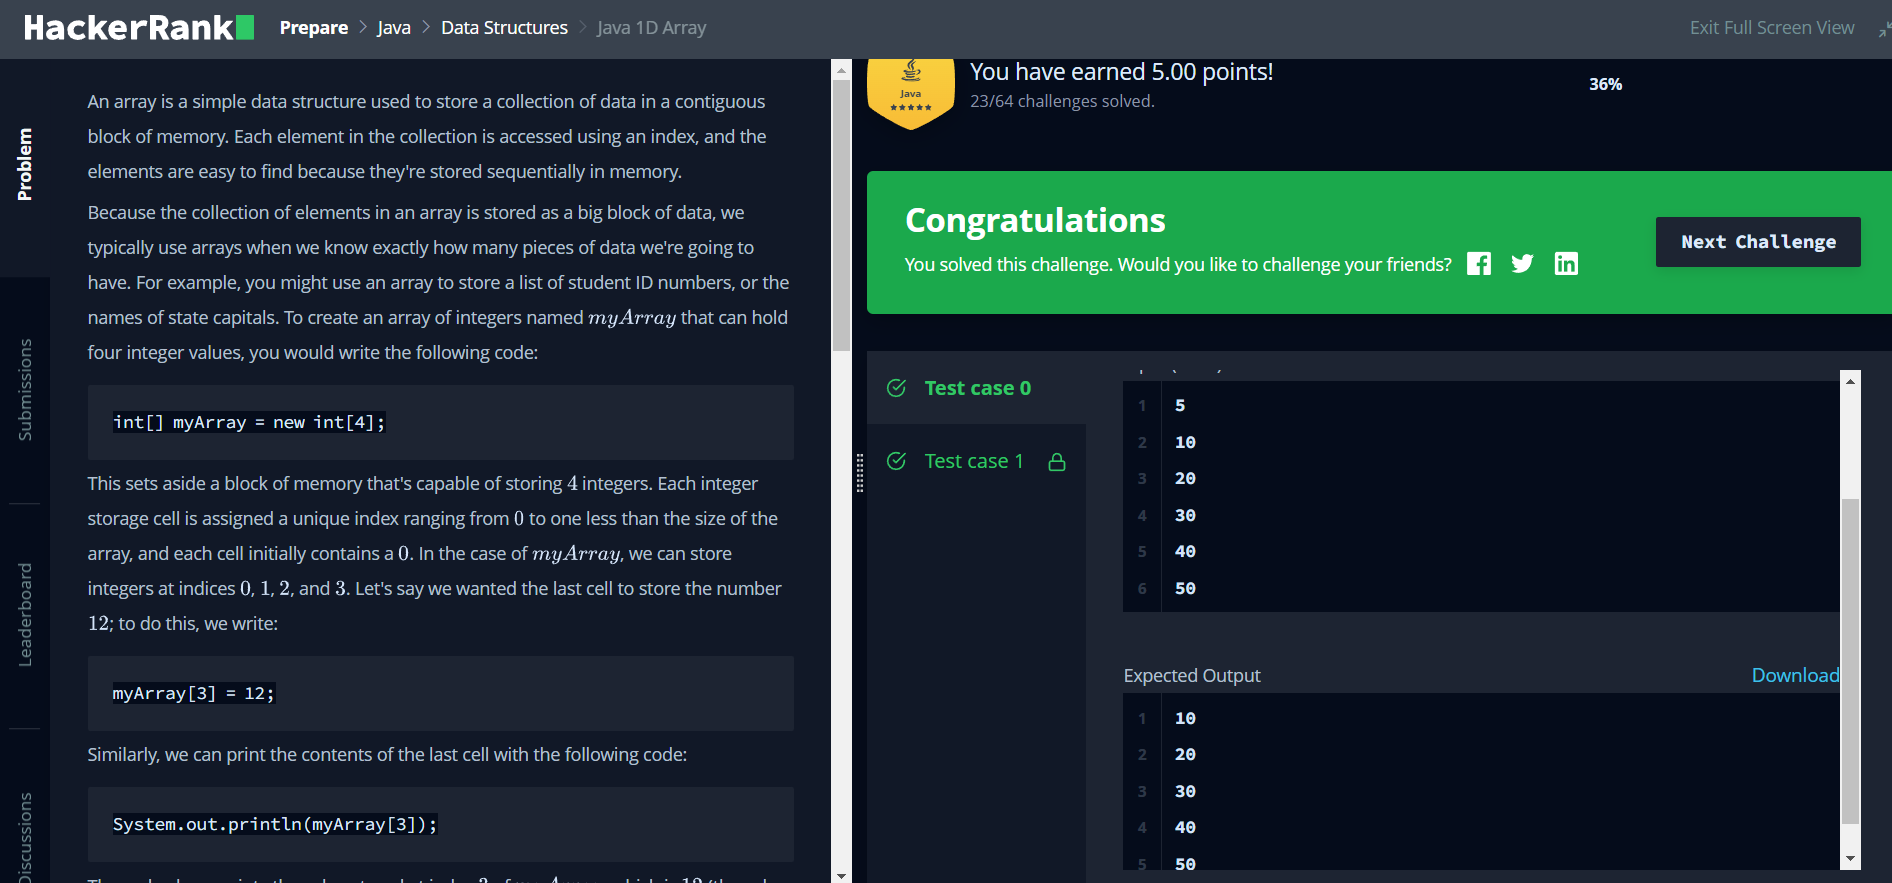 HackerRank
Prepare > Java > Data Structures > Java 1D Array
Exit Full Screen View
Problem
Submissions
Leaderboard
Discussions
An array is a simple data structure used to store a collection of data in a contiguous
block of memory. Each element in the collection is accessed using an index, and the
elements are easy to find because they're stored sequentially in memory.
Because the collection of elements in an array is stored as a big block of data, we
typically use arrays when we know exactly how many pieces of data we're going to
have. For example, you might use an array to store a list of student ID numbers, or the
names of state capitals. To create an array of integers named myArray that can hold
four integer values, you would write the following code:
int[] myArray = new int[4];
This sets aside a block of memory that's capable of storing 4 integers. Each integer
storage cell is assigned a unique index ranging from 0 to one less than the size of the
array, and each cell initially contains a 0. In the case of myArray, we can store
integers at indices 0, 1, 2, and 3. Let's say we wanted the last cell to store the number
12; to do this, we write:
myArray[3] = 12;
Similarly, we can print the contents of the last cell with the following code:
System.out.println(myArray[3]);
Java
You have earned 5.00 points!
23/64 challenges solved.
36%
Congratulations
You solved this challenge. Would you like to challenge your friends?
Next Challenge
Test case 0
Test case 1
1 5
2 10
3 20
4 30
5 40
6 50
Expected Output
Download
1 10
2 20
3 30
4 40
5 50